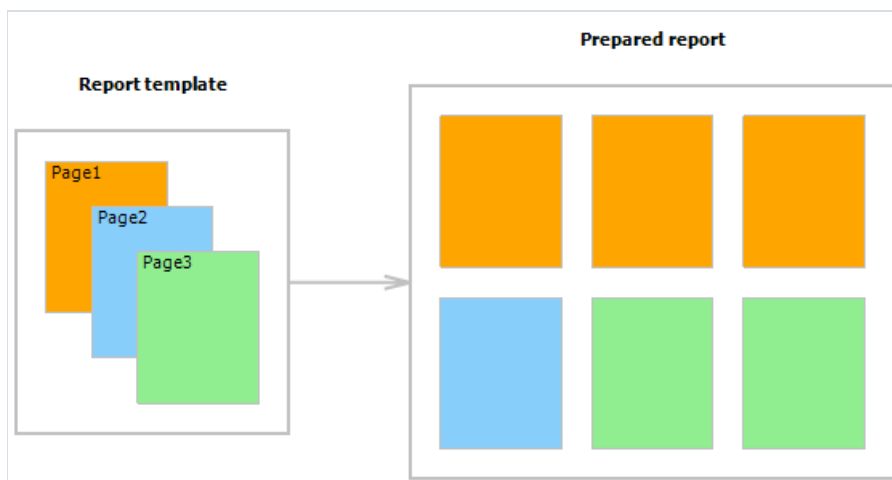 Prepared report
Report template
Page1
Page2
Page3